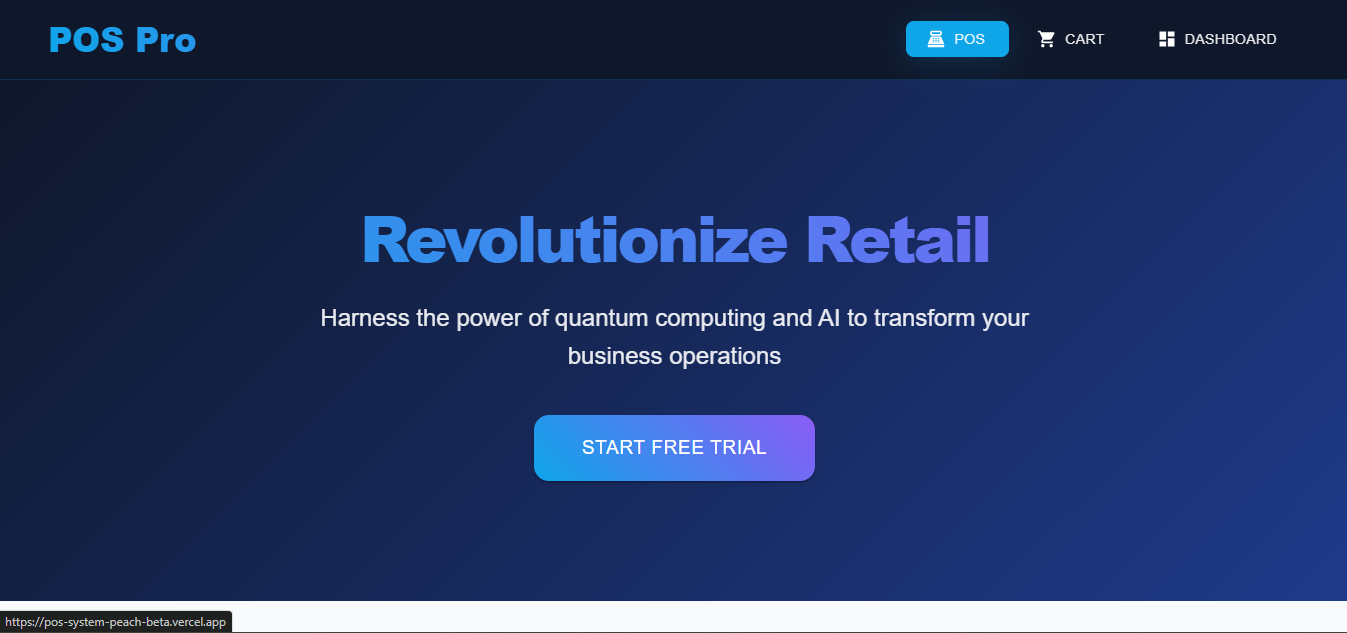 POS Pro
POS
CART
DASHBOARD
Revolutionize Retail
Harness the power of quantum computing and AI to transform your
business operations
START FREE TRIAL
https://pos-system-peach-beta.vercel.app